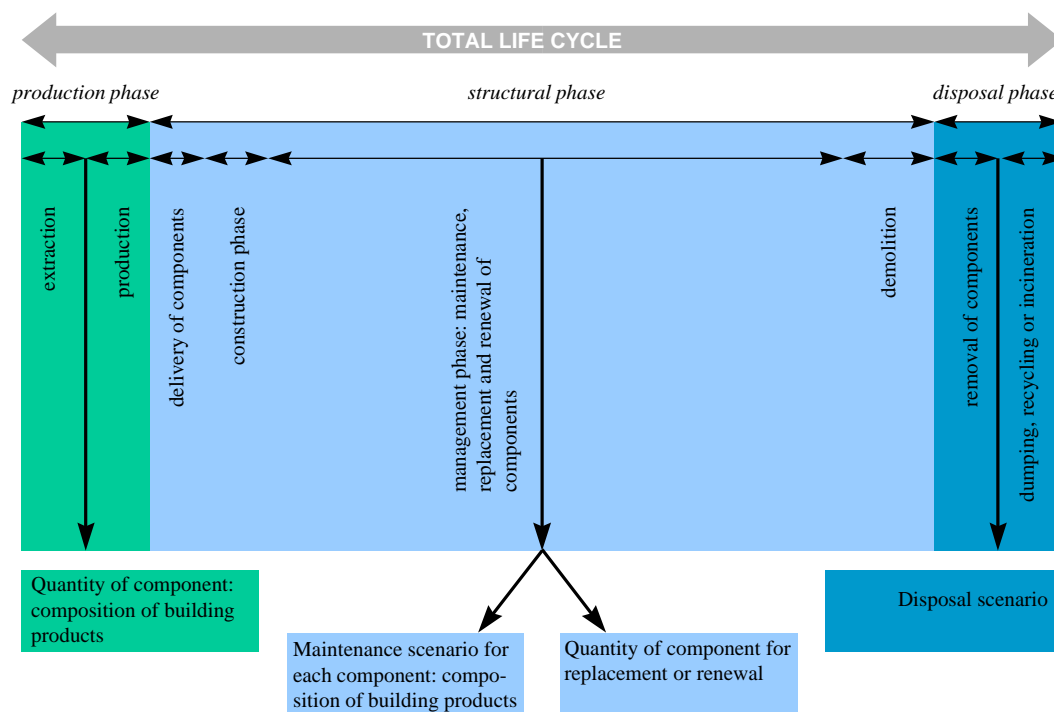 TOTAL LIFE CYCLE
production phase
structural phase
disposal phase
extraction
production
delivery of components
construction phase
management phase: maintenance,
replacement and renewal of
components
demolition
removal of components
dumping, recycling or incineration
Quantity of component:
composition of building
products
Maintenance scenario for
each component: compo-
sition of building products
Quantity of component for
replacement or renewal
Disposal scenario